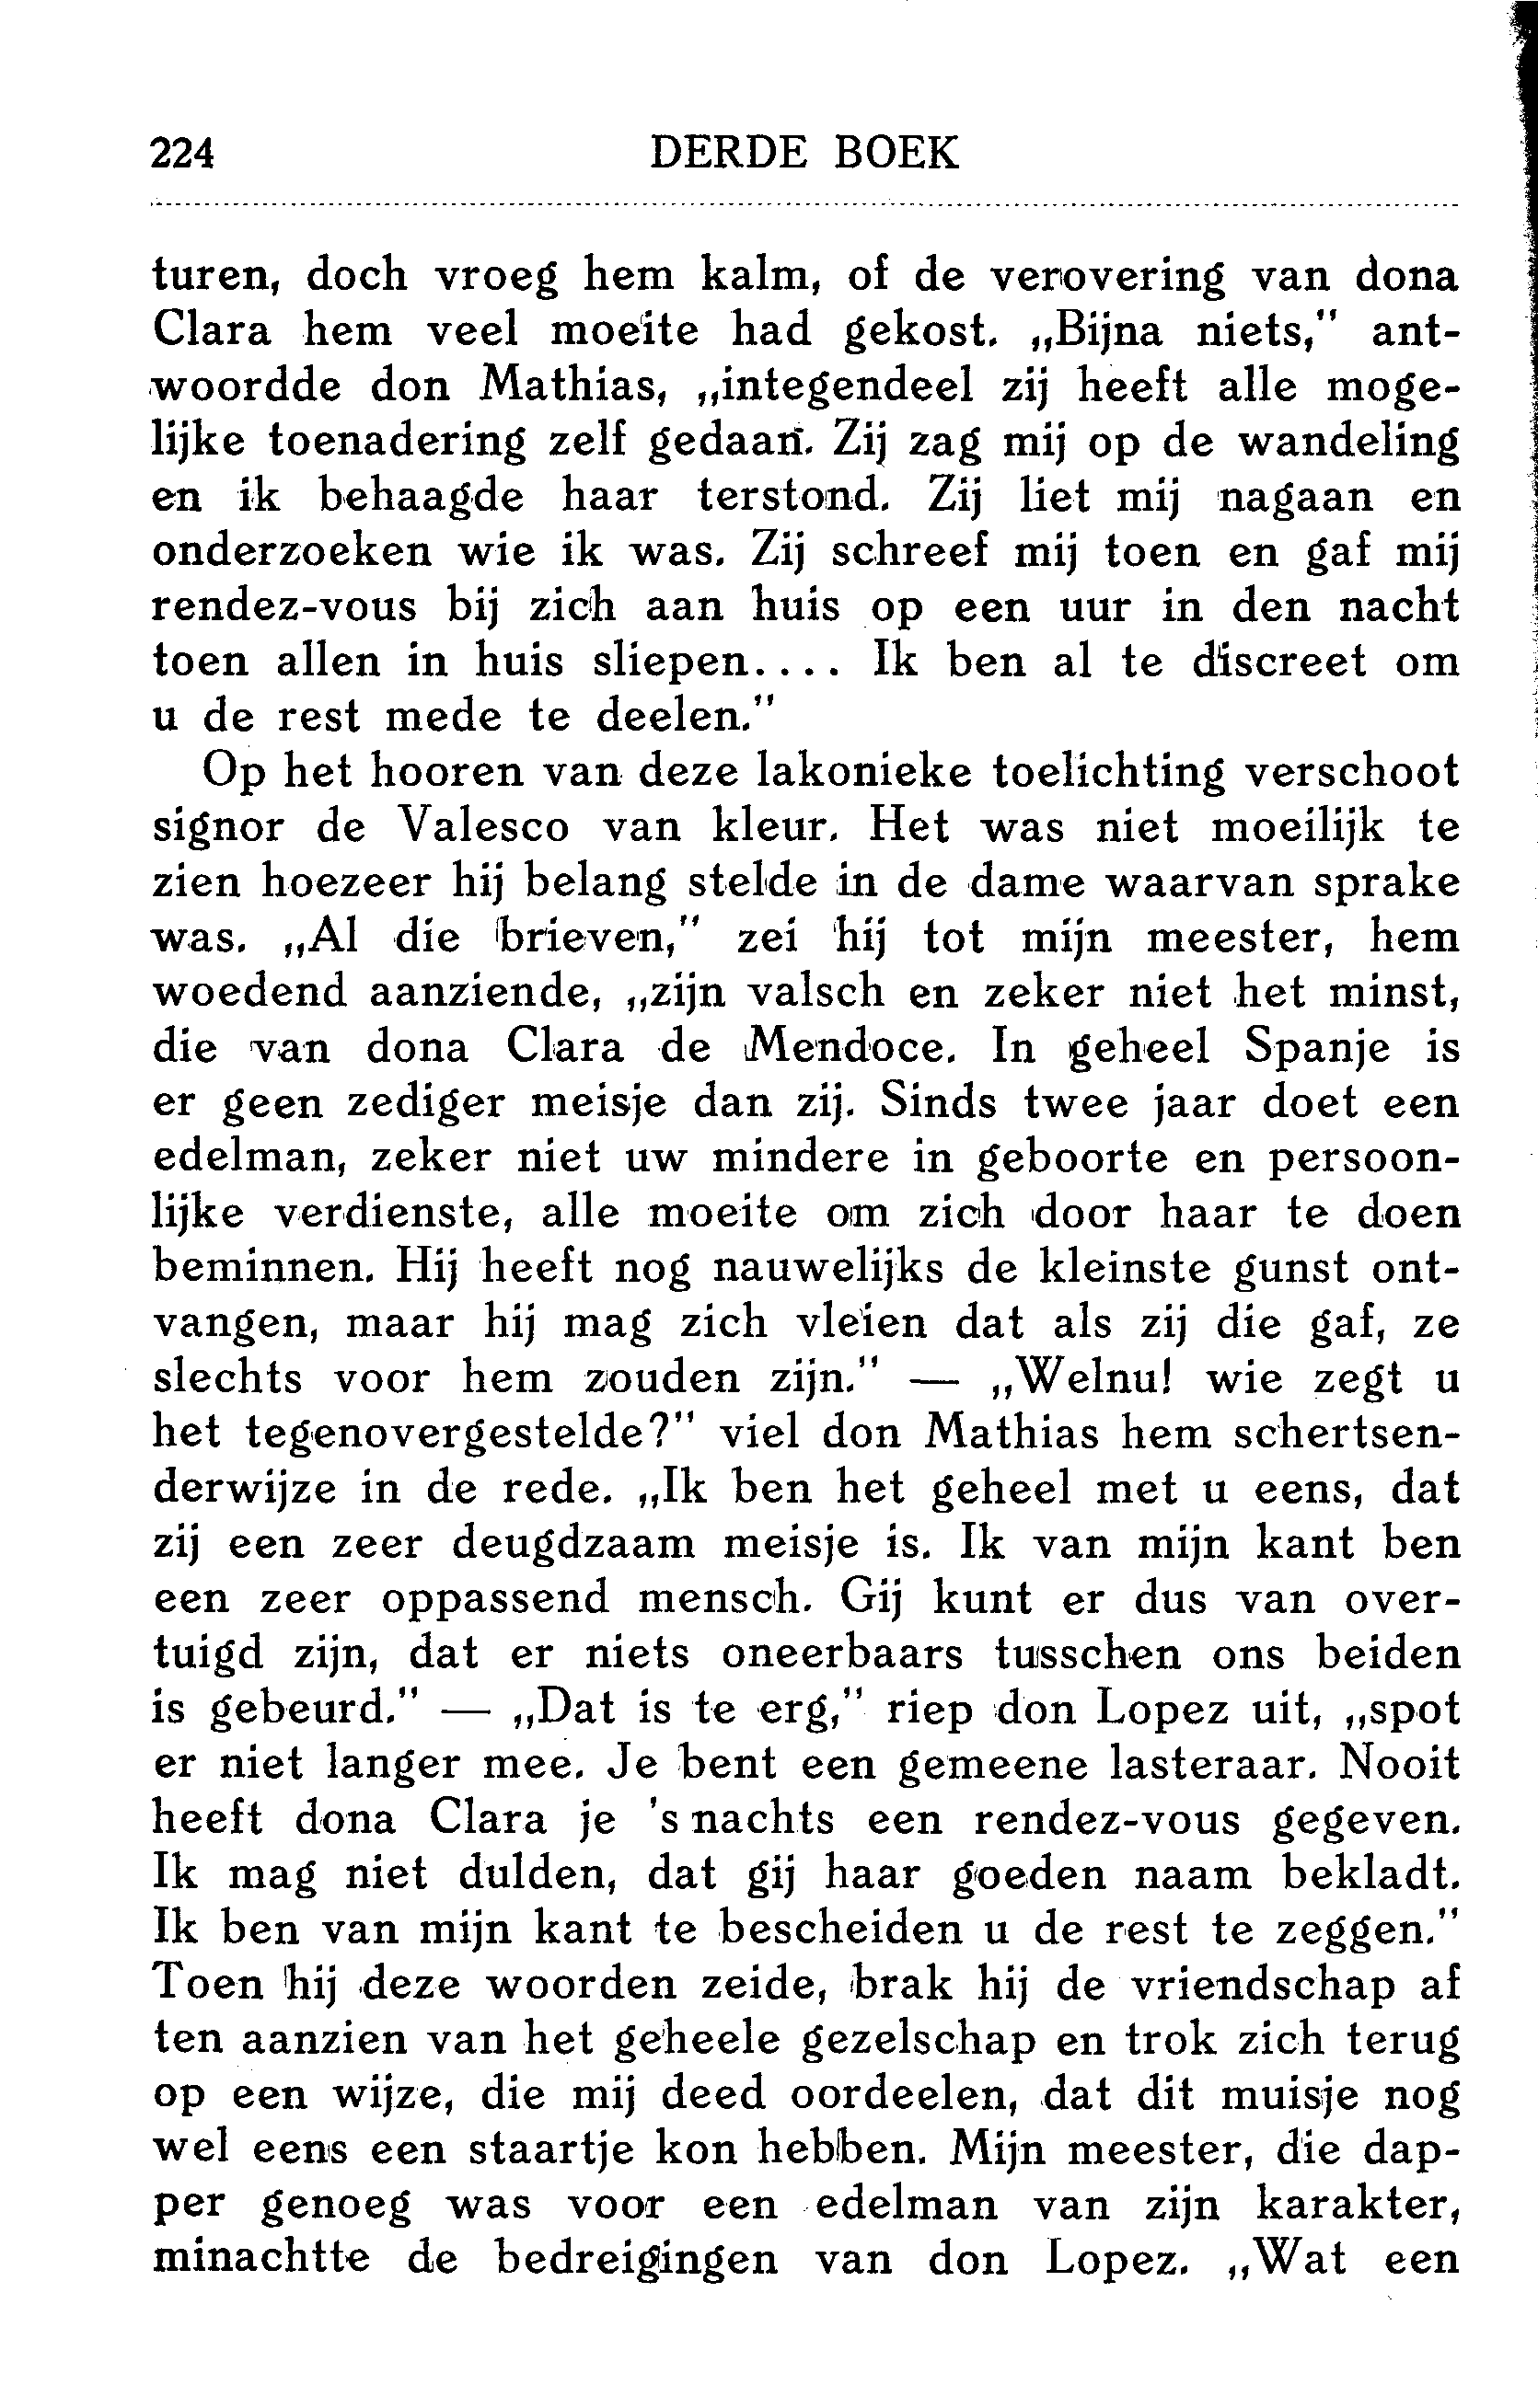 224 DERDE BOEK
turen, doch vroeg hem kalm, of de verovering van dona
Clara hem veel moeite had gekost. „Bijna niets,” ant-
woordde don Mathias, „integendeel zij heeft alle moge-
lijke toenadering zelf gedaan. Zij zag mij op de wandeling
en ik behaagde haar terstond. Zij liet mij nagaan en
onderzoeken wie ik was. Zij schreef mij toen en gaf mij
rendez-vous bij zich aan huis op een uur in den nacht
toen allen in huis sliepen.... Ik ben al te discreet om
u de rest mede te deelen.”
Op het hooren van deze lakonieke toelichting verschoot
signor de Valesco van kleur. Het was niet moeilijk te
zien hoezeer hij belang stelde in de dame waarvan sprake
was. „Al die brieven,” zei hij tot mijn meester, hem
woedend aanziende, „zijn valsch en zeker niet het minst,
die van dona Clara de Mendoce. In geheel Spanje is
er geen zediger meisje dan zij. Sinds twee jaar doet een
edelman, zeker niet uw mindere in geboorte en persoon-
lijke verdienste, alle moeite om zich door haar te doen
beminnen. Hij heeft nog nauwelijks de kleinste gunst ont-
vangen, maar hij mag zich vleien dat als zij die gaf, ze
slechts voor hem zouden zijn.” — „Welnu! wie zegt u
het tegenovergestelde?” viel don Mathias hem schertsen-
derwijze in de rede. „Ik ben het geheel met u eens, dat
zij een zeer deugdzaam meisje is. Ik van mijn kant ben
een zeer oppassend mensch. Gij kunt er dus van over-
tuigd zijn, dat er niets oneerbaars tusschen ons beiden
is gebeurd.” — „Dat is te erg,” riep don Lopez uit, „spot
er niet langer mee. Je bent een gemeene lasteraar. Nooit
heeft dona Clara je 's nachts een rendez-vous gegeven.
Ik mag niet dulden, dat gij haar goeden naam bekladt.
Ik ben van mijn kant te bescheiden u de rest te zeggen.”
Toen hij deze woorden zeide, brak hij de vriendschap af
ten aanzien van het geheele gezelschap en trok zich terug
op een wijze, die mij deed oordeelen, dat dit muisje nog
wel eens een staartje kon hebben. Mijn meester, die dap-
per genoeg was voor een edelman van zijn karakter,
minachtte de bedreigingen van don Lopez. „Wat een